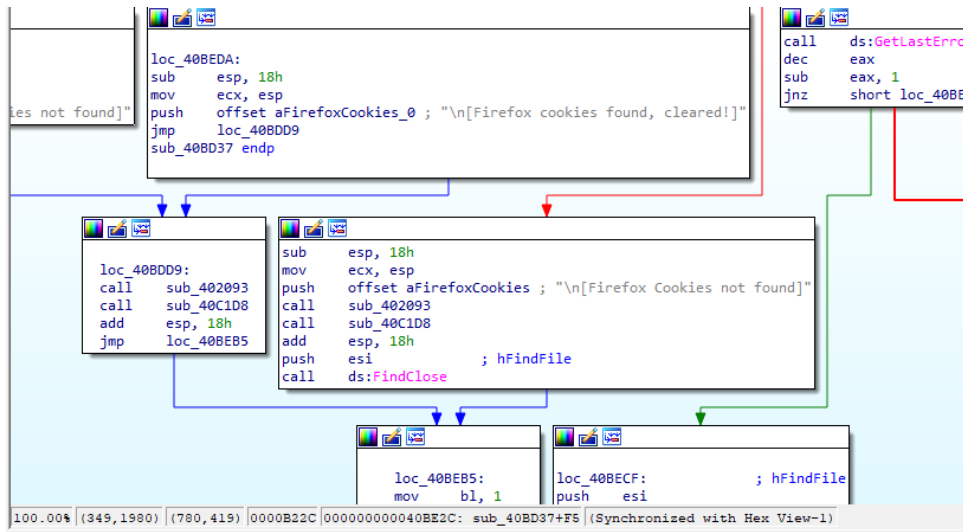 ies not found]"
loc_40BEDA:
sub esp, 18h
mov ecx, esp
push offset aFirefoxCookies_0 ; "\n[Firefox cookies found, cleared!]"
jmp loc_40BDD9
sub_40BD37 endp
call ds:GetLastErro
dec eax
sub eax, 1
jnz short loc_40BE
loc_40BDD9:
call sub_402093
call sub_40C1D8
add esp, 18h
jmp loc_40BEB5
sub esp, 18h
mov ecx, esp
push offset aFirefoxCookies ; "\n[Firefox Cookies not found]"
call sub_402093
call sub_40C1D8
add esp, 18h
push esi ; hFindFile
call ds:FindClose
loc_40BEB5:
mov bl, 1
loc_40BECF: ; hFindFile
push esi
100.00% (349,1980) (780,419) 0000B22C 000000000040BE2C: sub_40BD37+F5 (Synchronized with Hex View-1)